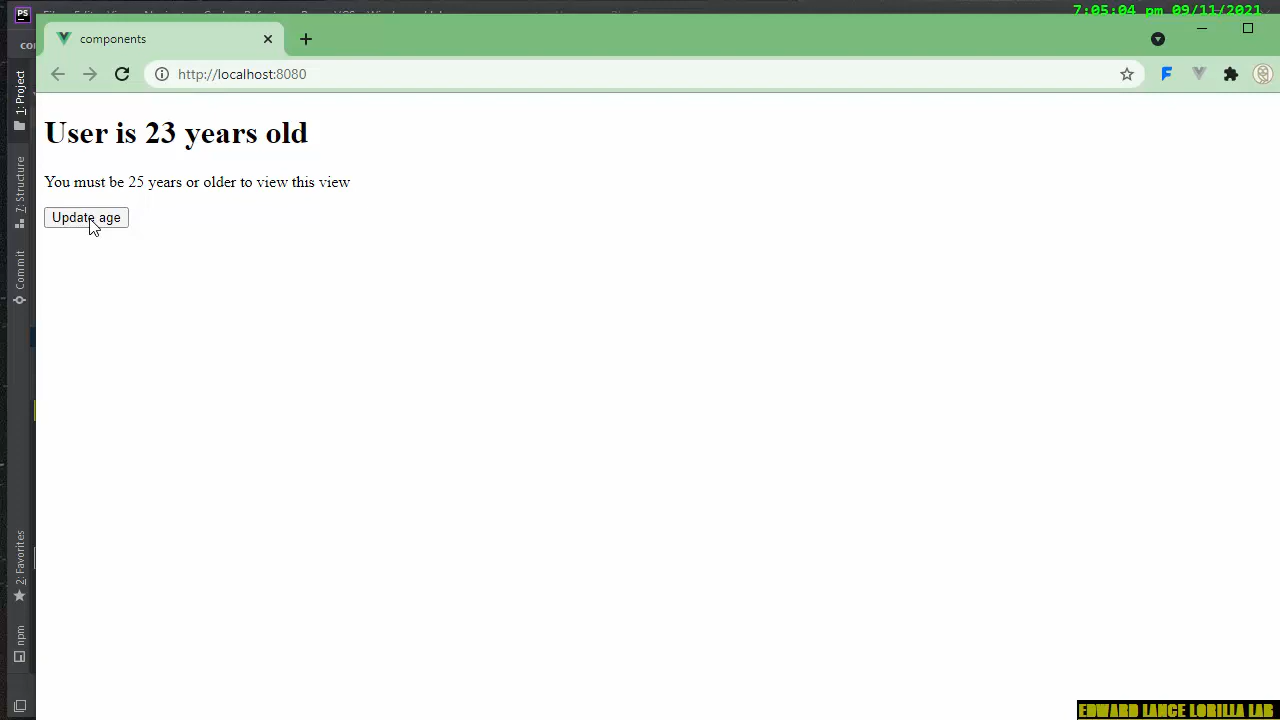 7:05:04 pm 09/11/2021
PS
components
http://localhost:8080
F
User is 23 years old
You must be 25 years or older to view this view
Update age
1: Project
7: Structure
Commit
2: Favorites
npm
EDWARD LANCE LORILLA LAB